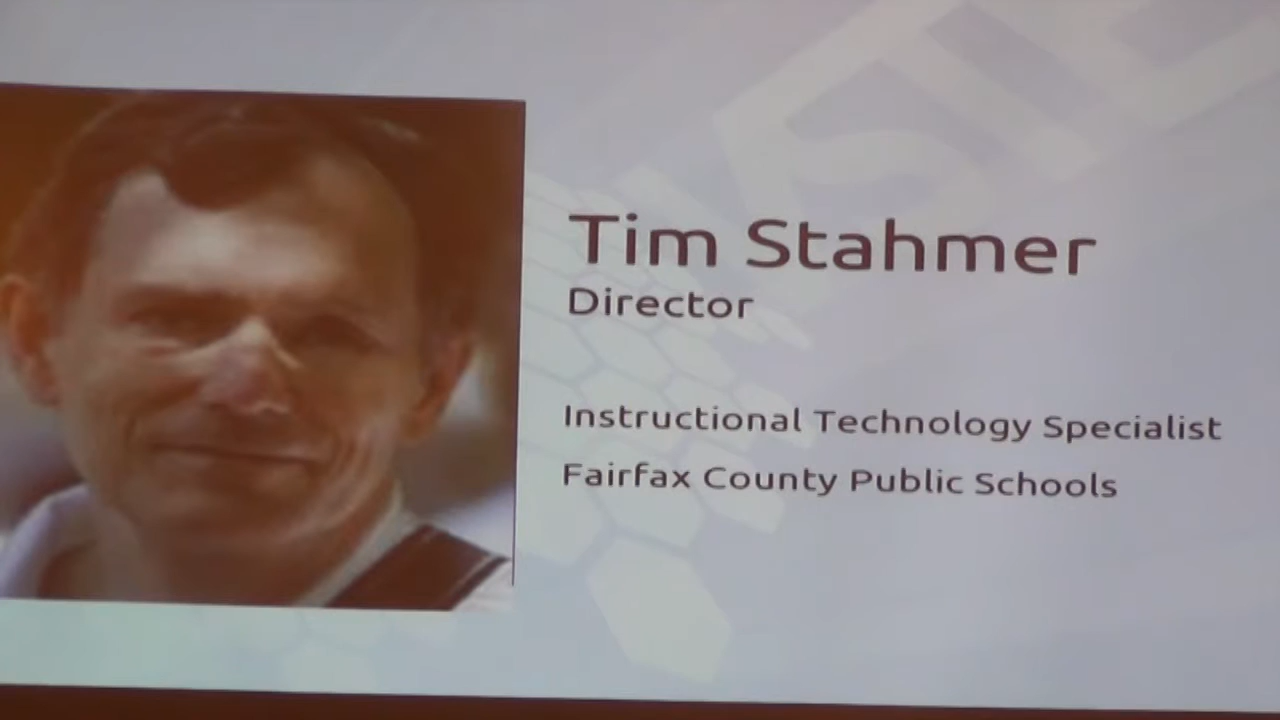 Tim Stahmer
Director
Instructional Technology Specialist
Fairfax County Public Schools